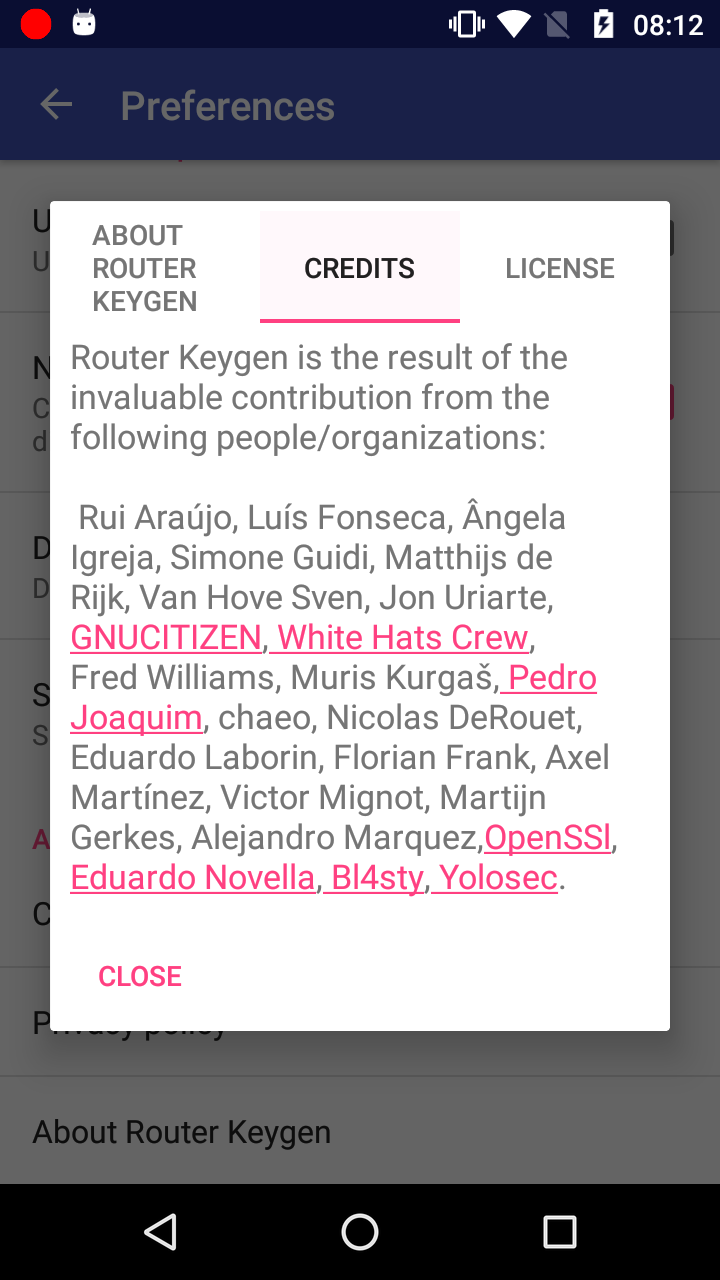 08:12
Preferences
ABOUT
ROUTER
KEYGEN
CREDITS
LICENSE
Router Keygen is the result of the
invaluable contribution from the
following people/organizations:
Rui Araújo, Luís Fonseca, Ângela
Igreja, Simone Guidi, Matthijs de
Rijk, Van Hove Sven, Jon Uriarte,
GNUCITIZEN, White Hats Crew,
Fred Williams, Muris Kurgaš, Pedro
Joaquim, chaeo, Nicolas DeRouet,
Eduardo Laborin, Florian Frank, Axel
Martínez, Victor Mignot, Martijn
Gerkes, Alejandro Marquez,OpenSSl,
Eduardo Novella, Bl4sty, Yolosec.
CLOSE
Privacy policy
About Router Keygen